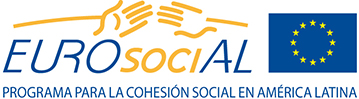 EUROsociAL
PROGRAMA PARA LA COHESIÓN SOCIAL EN AMÉRICA LATINA